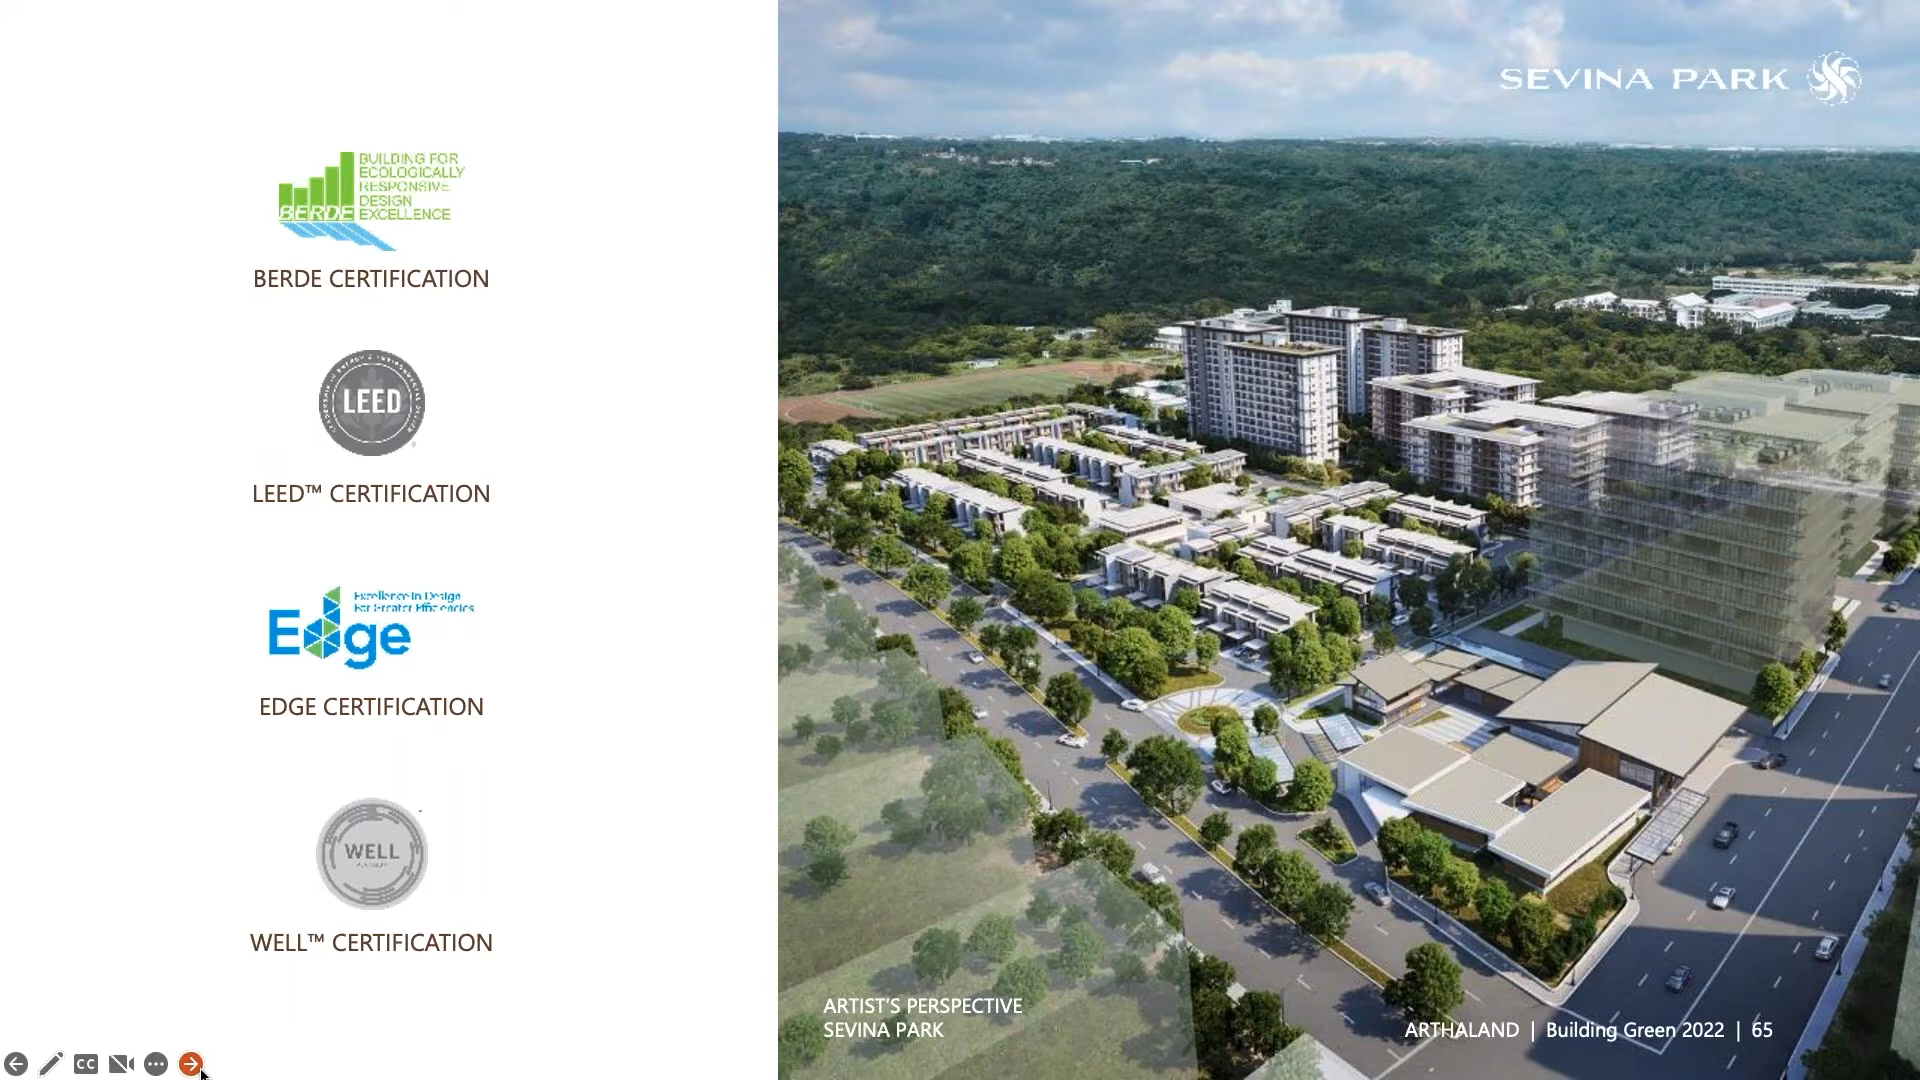 BUILDING FOR
ECOLOGICALLY
RESPONSIVE
DESIGN
EXCELLENCE
BERDE
BERDE CERTIFICATION
LEED
LEED™ CERTIFICATION
Excellence In Design
For Greater Efficiencies
Edge
EDGE CERTIFICATION
WELL
WELL™ CERTIFICATION
SEVINA PARK
ARTIST'S PERSPECTIVE
SEVINA PARK
ARTHALAND | Building Green 2022 | 65
CC